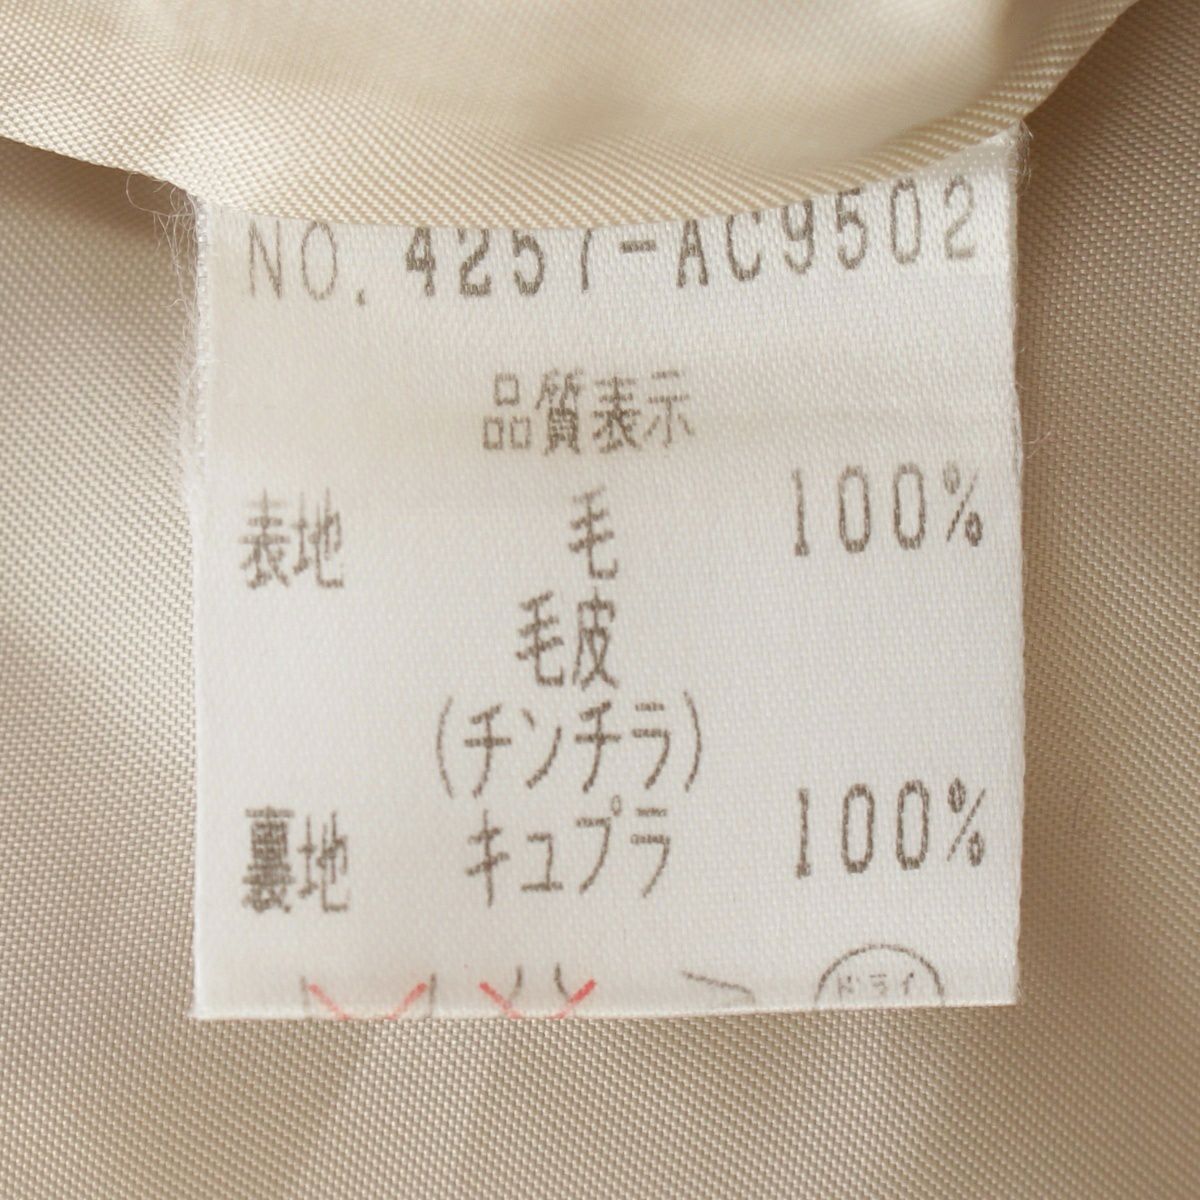 NO. 4257-AC9502
品質表示
表地 毛 100%
毛皮
(チンチラ)
裏地 キュプラ 100%
ドライ